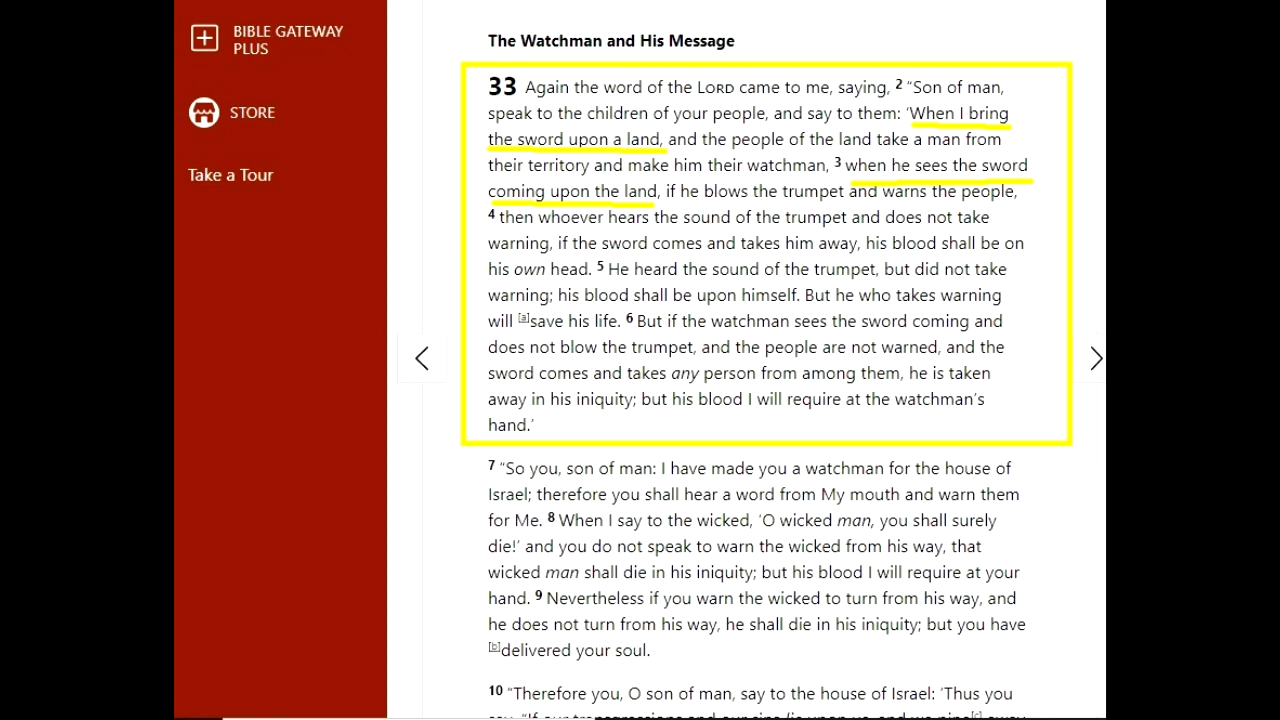 BIBLE GATEWAY
PLUS
STORE
Take a Tour
The Watchman and His Message
33 Again the word of the LORD came to me, saying, 2 “Son of man,
speak to the children of your people, and say to them: ‘When I bring
the sword upon a land, and the people of the land take a man from
their territory and make him their watchman, 3 when he sees the sword
coming upon the land, if he blows the trumpet and warns the people,
4 then whoever hears the sound of the trumpet and does not take
warning, if the sword comes and takes him away, his blood shall be on
his own head. 5 He heard the sound of the trumpet, but did not take
warning; his blood shall be upon himself. But he who takes warning
will [a]save his life. 6 But if the watchman sees the sword coming and
does not blow the trumpet, and the people are not warned, and the
sword comes and takes any person from among them, he is taken
away in his iniquity; but his blood I will require at the watchman’s
hand.’
7 “So you, son of man: I have made you a watchman for the house of
Israel; therefore you shall hear a word from My mouth and warn them
for Me. 8 When I say to the wicked, ‘O wicked man, you shall surely
die!’ and you do not speak to warn the wicked from his way, that
wicked man shall die in his iniquity; but his blood I will require at your
hand. 9 Nevertheless if you warn the wicked to turn from his way, and
he does not turn from his way, he shall die in his iniquity; but you have
[b]delivered your soul.
10 “Therefore you, O son of man, say to the house of Israel: ‘Thus you